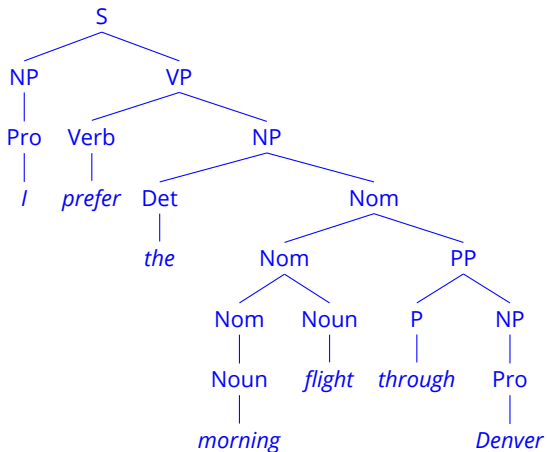 S
NP VP
Pro Verb NP
I prefer Det Nom
the Nom PP
Nom Noun P NP
Noun flight through Pro
morning Denver